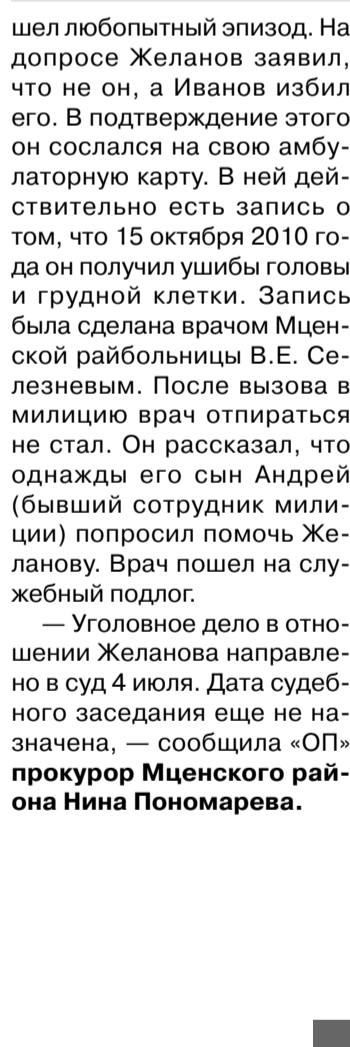 шел любопытный эпизод. На
допросе Желанов заявил,
что не он, а Иванов избил
его. В подтверждение этого
он сослался на свою амбу-
латорную карту. В ней дей-
ствительно есть запись о
том, что 15 октября 2010 го-
да он получил ушибы головы
и грудной клетки. Запись
была сделана врачом Мцен-
ской райбольницы В.Е. Се-
лезневым. После вызова в
милицию врач отпираться
не стал. Он рассказал, что
однажды его сын Андрей
(бывший сотрудник мили-
ции) попросил помочь Же-
ланову. Врач пошел на слу-
жебный подлог.
— Уголовное дело в отно-
шении Желанова направле-
но в суд 4 июля. Дата судеб-
ного заседания еще не на-
значена, — сообщила «ОП»
прокурор Мценского рай-
она Нина Пономарева.